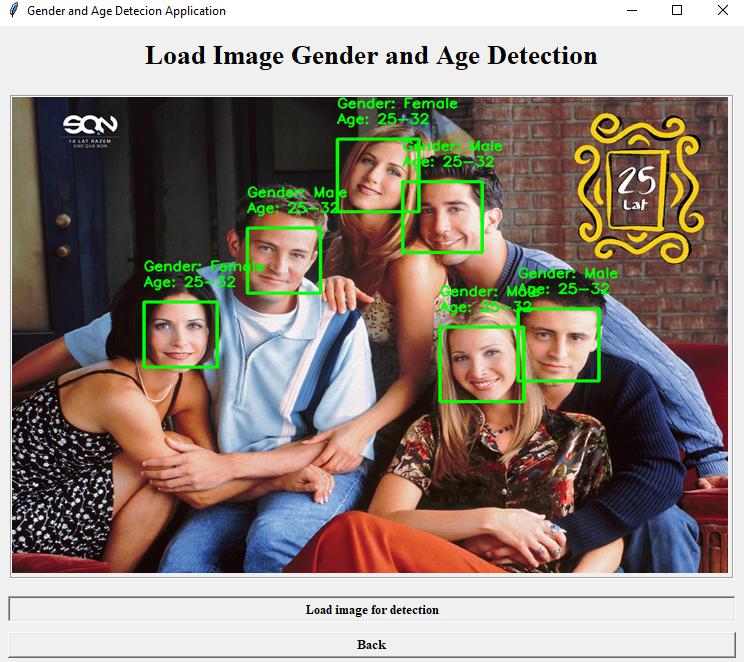 Gender and Age Detecion Application
Load Image Gender and Age Detection
SQN
10 LAT RAZEM
SINE QUA NON
Gender: Female
Age: 25-32
Gender: Male
Age: 25-32
25
Lat
Gender: Male
Age: 25-32
Gender: Female
Age: 25-32
Gender: Male
Age: 25-32
Gender: Male
Age: 25-32
Load image for detection
Back